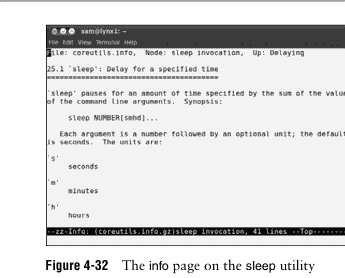 sam@lynx1: ~
File Edit View Terminal Help
File: coreutils.info,  Node: sleep invocation,  Up: Delaying
25.1 `sleep': Delay for a specified time
========================================
`sleep' pauses for an amount of time specified by the sum of the value
of the command line arguments.  Synopsis:
sleep NUMBER[smhd]...
Each argument is a number followed by an optional unit; the default
is seconds.  The units are:
`s'
seconds
`m'
minutes
`h'
hours
--zz-Info: (coreutils.info.gz)sleep invocation, 41 lines --Top-------
Figure 4-32 The info page on the sleep utility